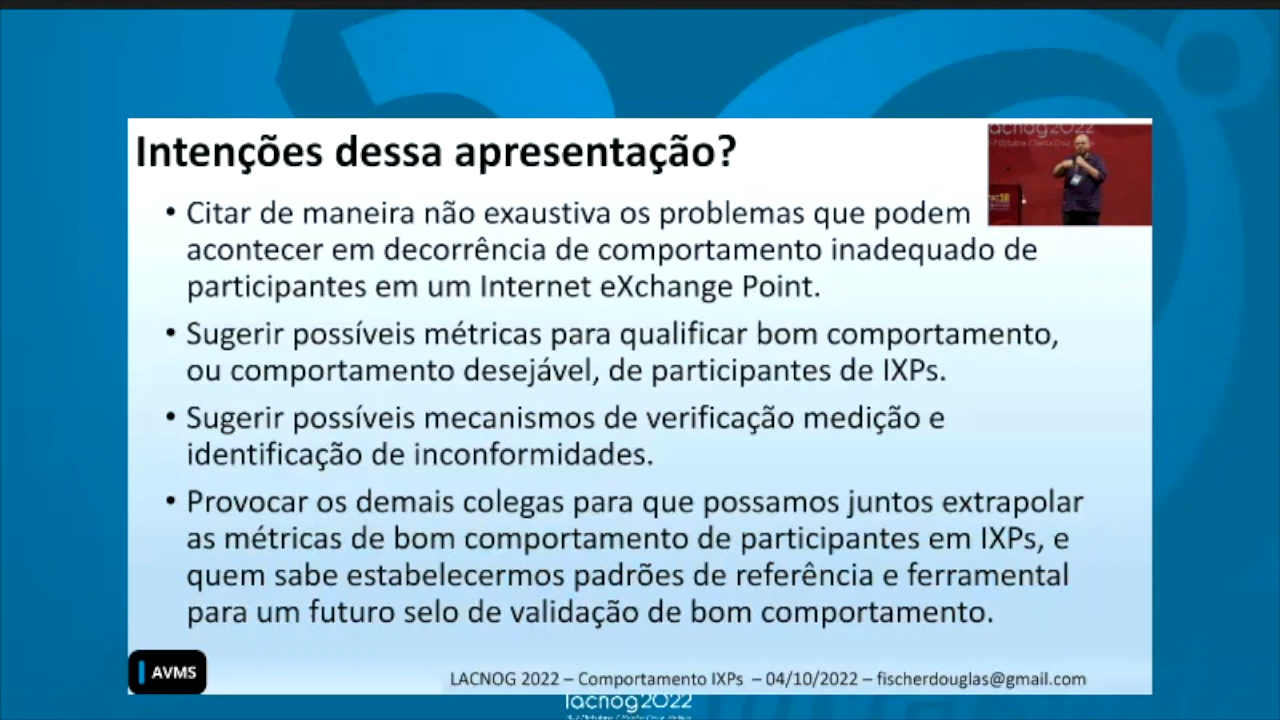 Intenções dessa apresentação?
lacnog2022
• Citar de maneira não exaustiva os problemas que podem
acontecer em decorrência de comportamento inadequado de
participantes em um Internet eXchange Point.
• Sugerir possíveis métricas para qualificar bom comportamento,
ou comportamento desejável, de participantes de IXPs.
• Sugerir possíveis mecanismos de verificação medição e
identificação de inconformidades.
• Provocar os demais colegas para que possamos juntos extrapolar
as métricas de bom comportamento de participantes em IXPs, e
quem sabe estabelecermos padrões de referência e ferramental
para um futuro selo de validação de bom comportamento.
AVMS
LACNOG 2022 – Comportamento IXPs – 04/10/2022 – fischerdouglas@gmail.com
lacnog2022